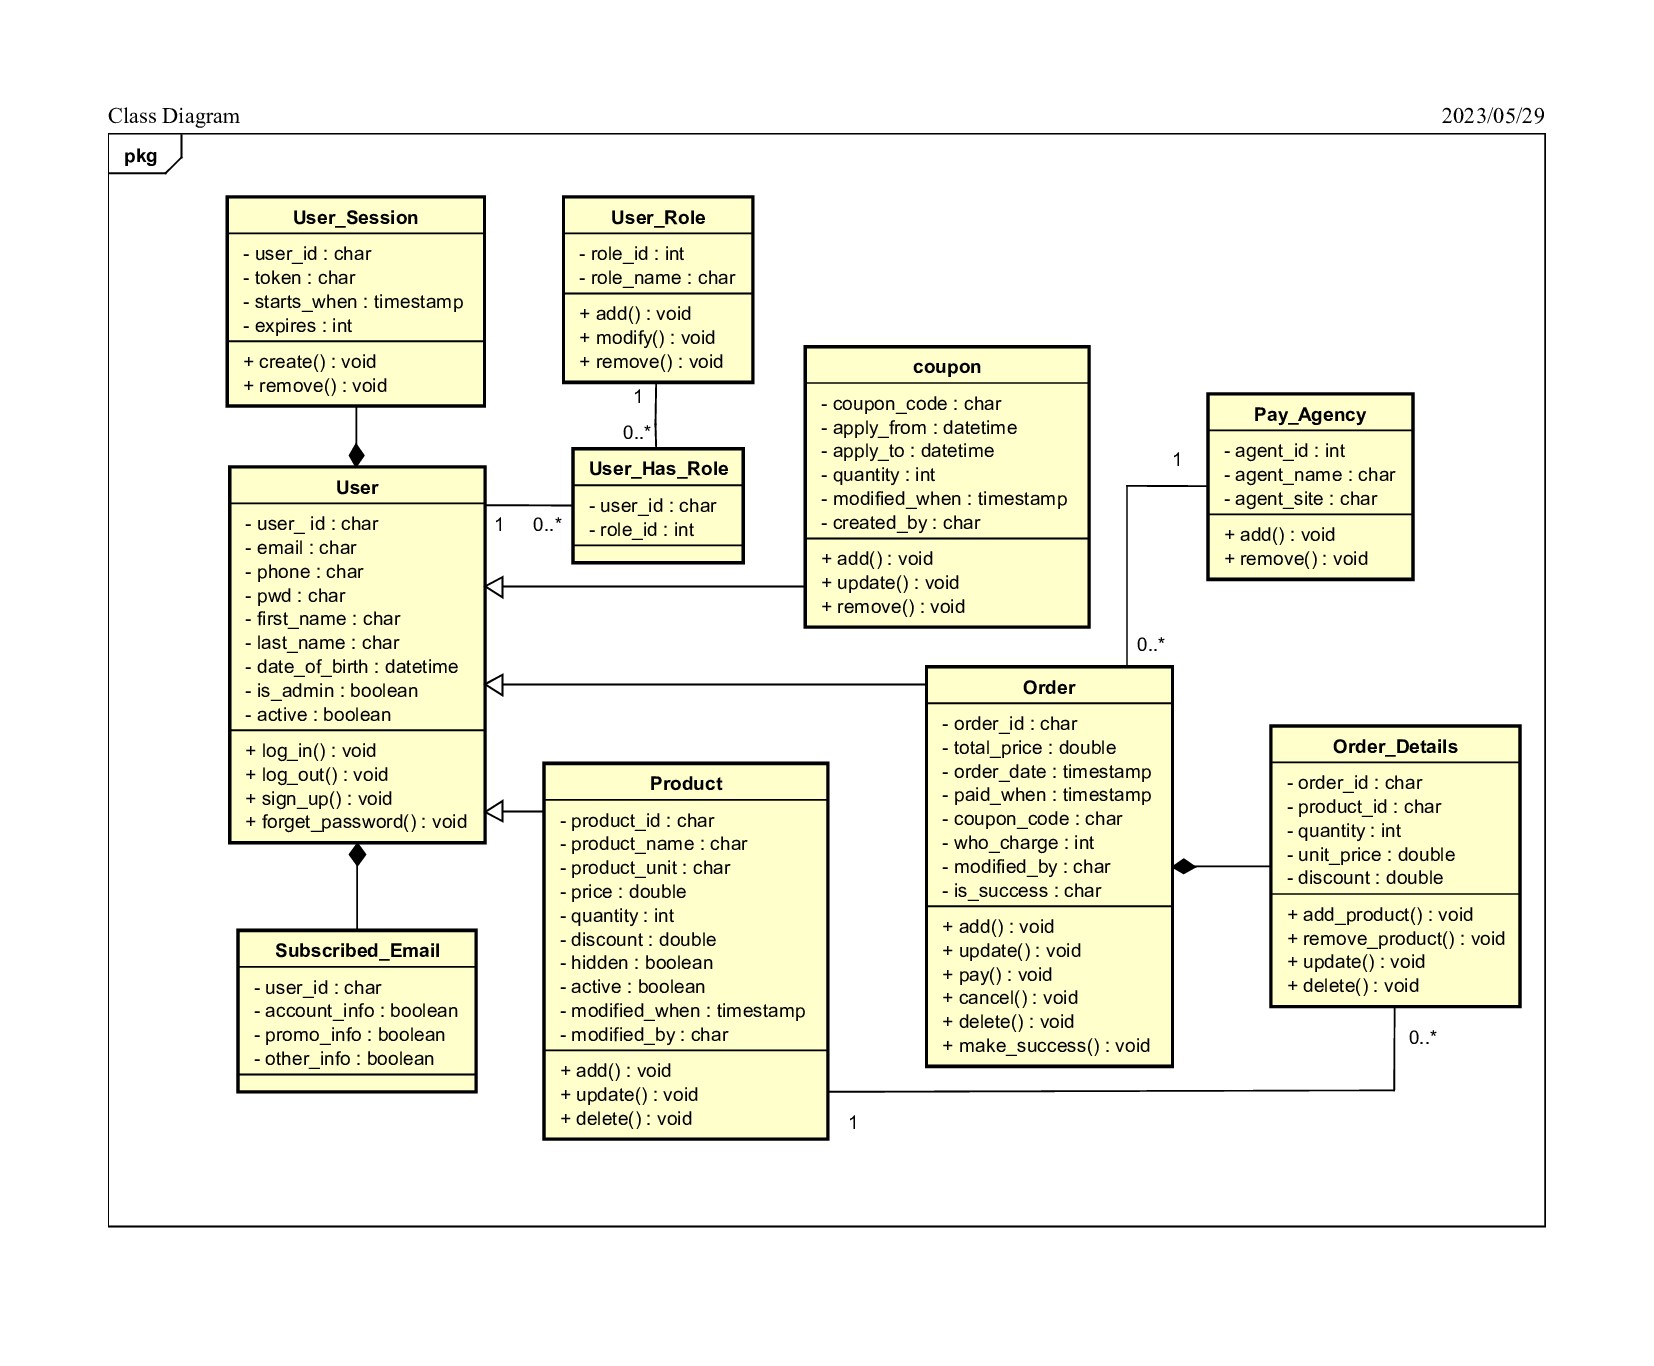 Class Diagram
2023/05/29
pkg
User_Session
- user_id : char
- token : char
- starts_when : timestamp
- expires : int
+ create() : void
+ remove() : void
User_Role
- role_id : int
- role_name : char
+ add() : void
+ modify() : void
+ remove() : void
1
0..*
User_Has_Role
- user_id : char
- role_id : int
1
0..*
coupon
- coupon_code : char
- apply_from : datetime
- apply_to : datetime
- quantity : int
- modified_when : timestamp
- created_by : char
+ add() : void
+ update() : void
+ remove() : void
Pay_Agency
- agent_id : int
- agent_name : char
- agent_site : char
+ add() : void
+ remove() : void
1
0..*
User
- user_ id : char
- email : char
- phone : char
- pwd : char
- first_name : char
- last_name : char
- date_of_birth : datetime
- is_admin : boolean
- active : boolean
+ log_in() : void
+ log_out() : void
+ sign_up() : void
+ forget_password() : void
Order
- order_id : char
- total_price : double
- order_date : timestamp
- paid_when : timestamp
- coupon_code : char
- who_charge : int
- modified_by : char
- is_success : char
+ add() : void
+ update() : void
+ pay() : void
+ cancel() : void
+ delete() : void
+ make_success() : void
Order_Details
- order_id : char
- product_id : char
- quantity : int
- unit_price : double
- discount : double
+ add_product() : void
+ remove_product() : void
+ update() : void
+ delete() : void
0..*
Product
- product_id : char
- product_name : char
- product_unit : char
- price : double
- quantity : int
- discount : double
- hidden : boolean
- active : boolean
- modified_when : timestamp
- modified_by : char
+ add() : void
+ update() : void
+ delete() : void
1
Subscribed_Email
- user_id : char
- account_info : boolean
- promo_info : boolean
- other_info : boolean